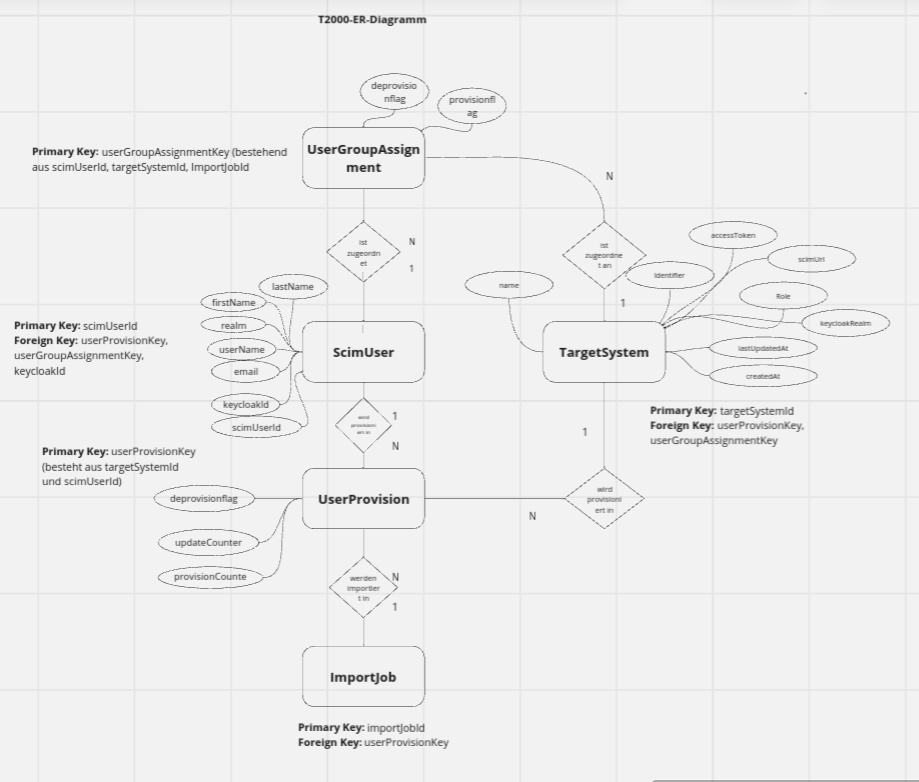 T2000-ER-Diagramm
deprovisio
nflag
provisionfl
ag
Primary Key: userGroupAssignmentKey (bestehend
aus scimUserId, targetSystemId, ImportJobId
UserGroupAssign
ment
N
ist
zugeordn
et
N
1
ist
zugeordne
t an
1
accessToken
scimUrl
Identifier
Role
keycloakRealm
name
lastName
firstName
realm
userName
email
keycloakId
scimUserId
Primary Key: scimUserId
Foreign Key: userProvisionKey,
userGroupAssignmentKey,
keycloakId
ScimUser
TargetSystem
lastUpdatedAt
createdAt
Primary Key: targetSystemId
Foreign Key: userProvisionKey,
userGroupAssignmentKey
wird
provisioni
ert in
1
N
1
Primary Key: userProvisionKey
(besteht aus targetSystemId
und scimUserId)
deprovisionflag
updateCounter
provisionCounte
UserProvision
wird
provisioni
ert in
N
werden
importier
t in
N
1
ImportJob
Primary Key: importJobId
Foreign Key: userProvisionKey